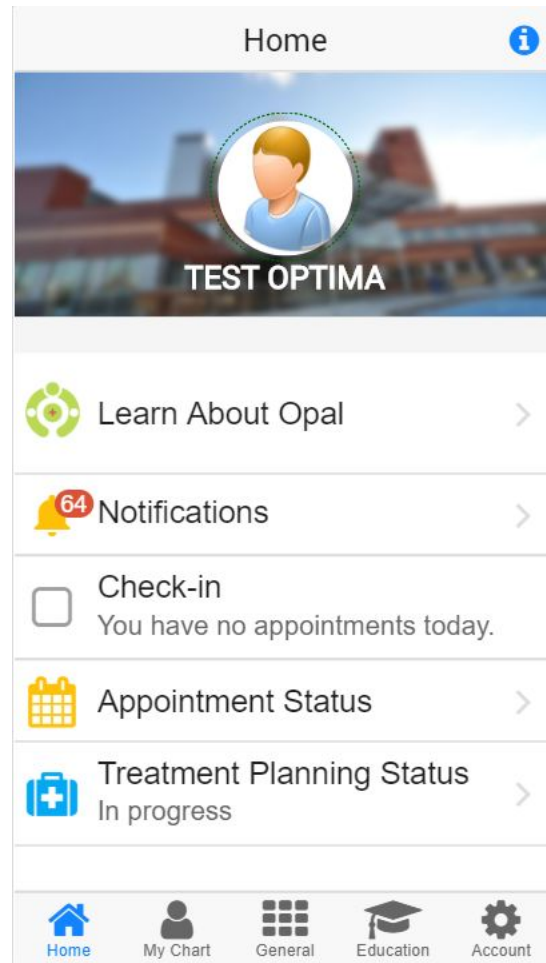 Home
TEST OPTIMA
Learn About Opal
64
Notifications
Check-in
You have no appointments today.
Appointment Status
Treatment Planning Status
In progress
Home
My Chart
General
Education
Account